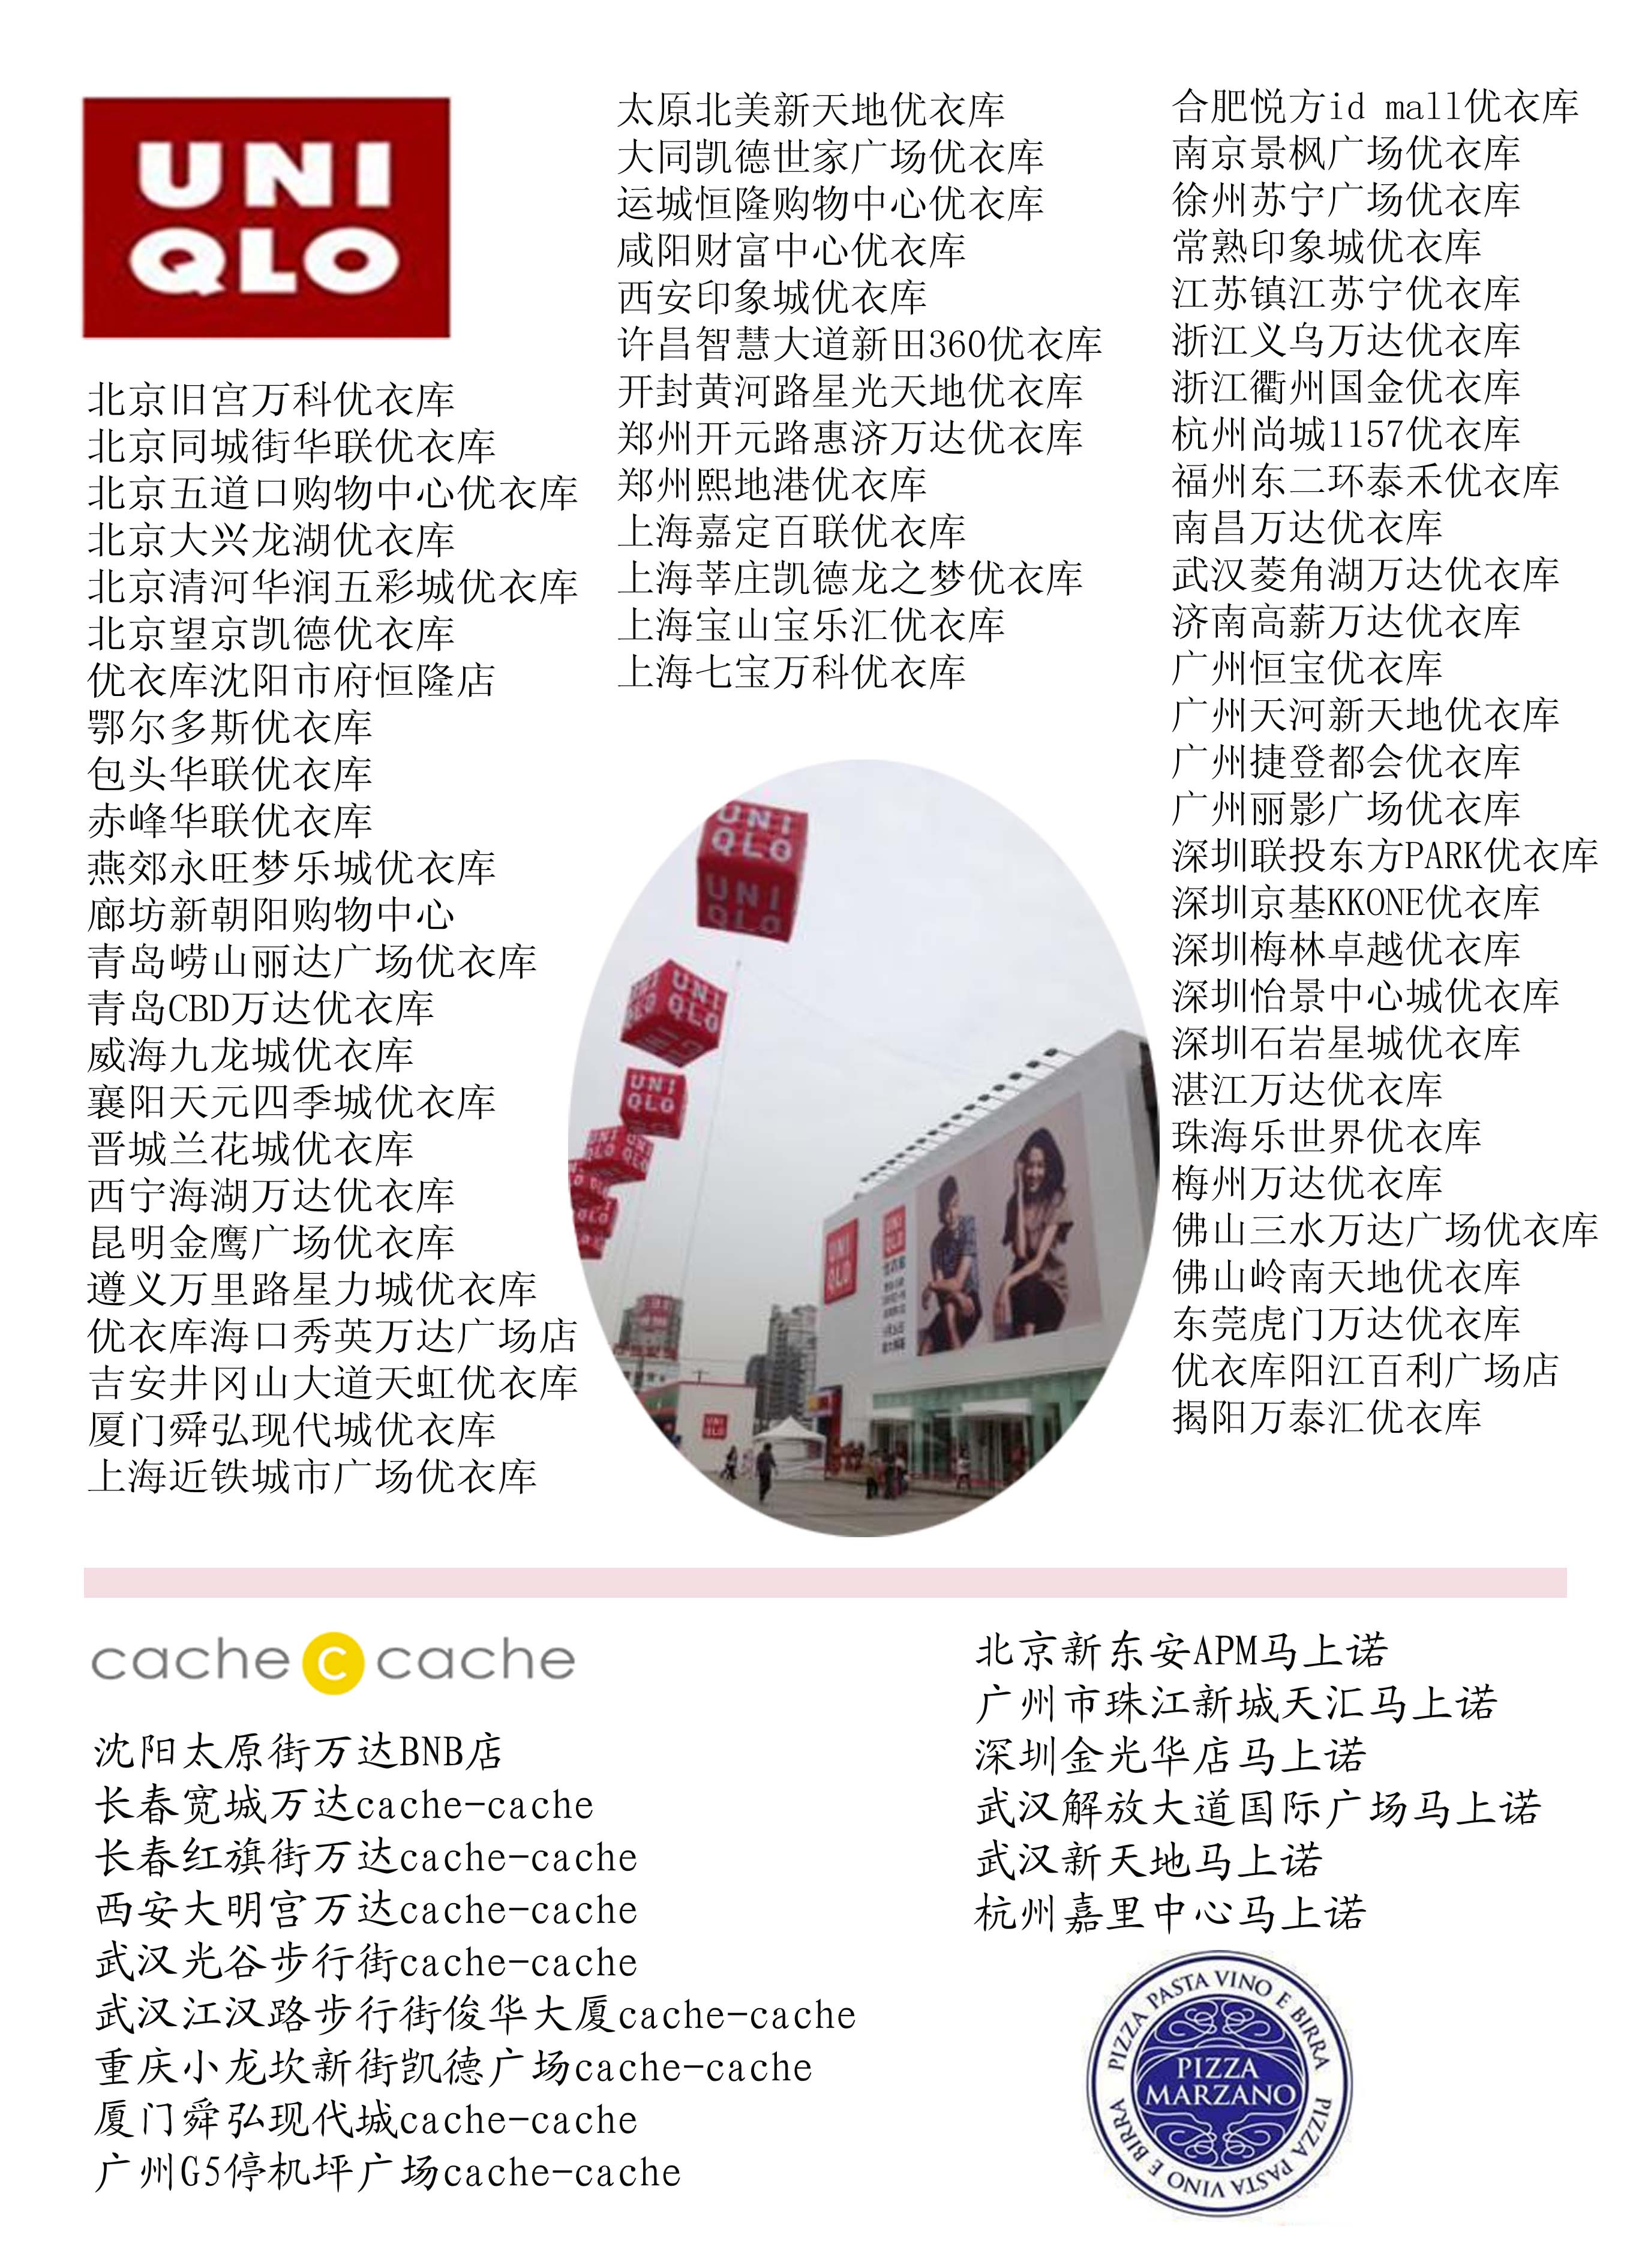 UNI
QLO
北京旧宫万科优衣库
北京同城街华联优衣库
北京五道口购物中心优衣库
北京大兴龙湖优衣库
北京清河华润五彩城优衣库
北京望京凯德优衣库
优衣库沈阳市府恒隆店
鄂尔多斯优衣库
包头华联优衣库
赤峰华联优衣库
燕郊永旺梦乐城优衣库
廊坊新朝阳购物中心
青岛崂山丽达广场优衣库
青岛CBD万达优衣库
威海九龙城优衣库
襄阳天元四季城优衣库
晋城兰花城优衣库
西宁海湖万达优衣库
昆明金鹰广场优衣库
遵义万里路星力城优衣库
优衣库海口秀英万达广场店
吉安井冈山大道天虹优衣库
厦门舜弘现代城优衣库
上海近铁城市广场优衣库
太原北美新天地优衣库
大同凯德世家广场优衣库
运城恒隆购物中心优衣库
咸阳财富中心优衣库
西安印象城优衣库
许昌智慧大道新田360优衣库
开封黄河路星光天地优衣库
郑州开元路惠济万达优衣库
郑州熙地港优衣库
上海嘉定百联优衣库
上海莘庄凯德龙之梦优衣库
上海宝山宝乐汇优衣库
上海七宝万科优衣库
UNI
QLO
UNI
QLO
UNI
QLO
UNI
QLO
UNI
QLO
UNI
QLO
合肥悦方id mall优衣库
南京景枫广场优衣库
徐州苏宁广场优衣库
常熟印象城优衣库
江苏镇江苏宁优衣库
浙江义乌万达优衣库
浙江衢州国金优衣库
杭州尚城1157优衣库
福州东二环泰禾优衣库
南昌万达优衣库
武汉菱角湖万达优衣库
济南高薪万达优衣库
广州恒宝优衣库
广州天河新天地优衣库
广州捷登都会优衣库
广州丽影广场优衣库
深圳联投东方PARK优衣库
深圳京基KKONE优衣库
深圳梅林卓越优衣库
深圳怡景中心城优衣库
深圳石岩星城优衣库
湛江万达优衣库
珠海乐世界优衣库
梅州万达优衣库
佛山三水万达广场优衣库
佛山岭南天地优衣库
东莞虎门万达优衣库
优衣库阳江百利广场店
揭阳万泰汇优衣库
cache c cache
沈阳太原街万达BNB店
长春宽城万达cache-cache
长春红旗街万达cache-cache
西安大明宫万达cache-cache
武汉光谷步行街cache-cache
武汉江汉路步行街俊华大厦cache-cache
重庆小龙坎新街凯德广场cache-cache
厦门舜弘现代城cache-cache
广州G5停机坪广场cache-cache
北京新东安APM马上诺
广州市珠江新城天汇马上诺
深圳金光华店马上诺
武汉解放大道国际广场马上诺
武汉新天地马上诺
杭州嘉里中心马上诺
PIZZA PASTA VINO E BIRRA
PIZZA
MARZANO
PIZZA PASTA VINO E BIRRA